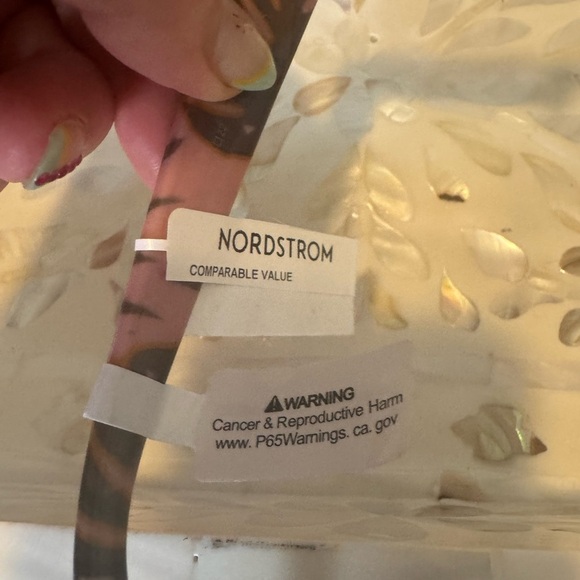 NORDSTROM
COMPARABLE VALUE
⚠WARNING
Cancer & Reproductive Harm
www. P65Warnings. ca. gov